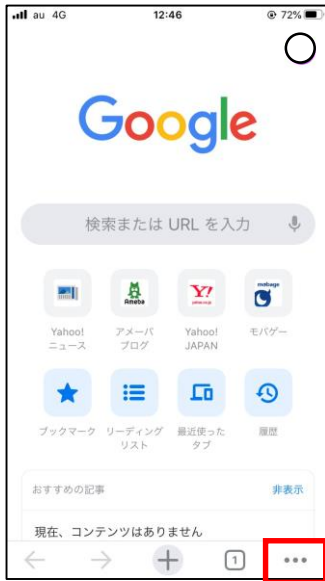 au 4G 12:46 72%
Google
検索または URL を入力
mobage
Ameba
Y!
Yahoo!
ニュース
アメーバ
ブログ
Yahoo!
JAPAN
モバゲー
ブックマーク
リーディング
リスト
最近使った
タブ
履歴
おすすめの記事 非表示
現在、コンテンツはありません
1